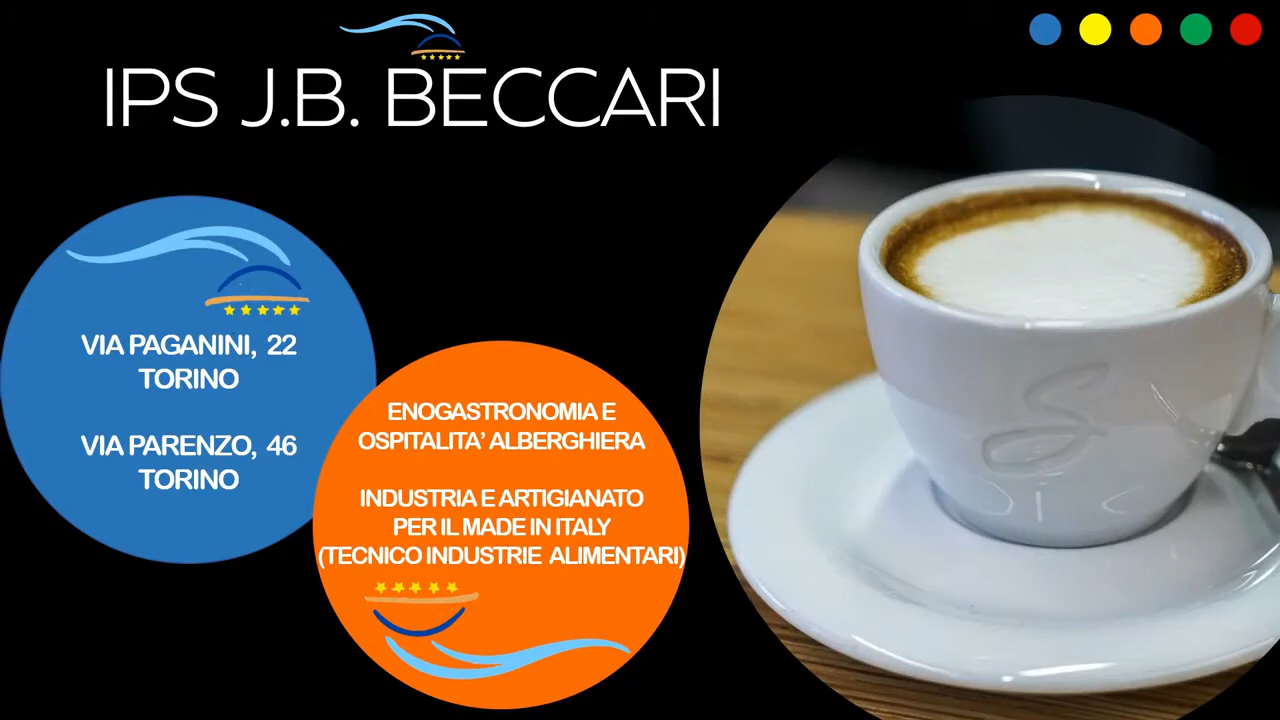 IPS J.B. BECCARI
VIA PAGANINI, 22
TORINO
VIA PARENZO, 46
TORINO
ENOGASTRONOMIA E
OSPITALITA' ALBERGHIERA
INDUSTRIA E ARTIGIANATO
PER IL MADE IN ITALY
(TECNICO INDUSTRIE ALIMENTARI)